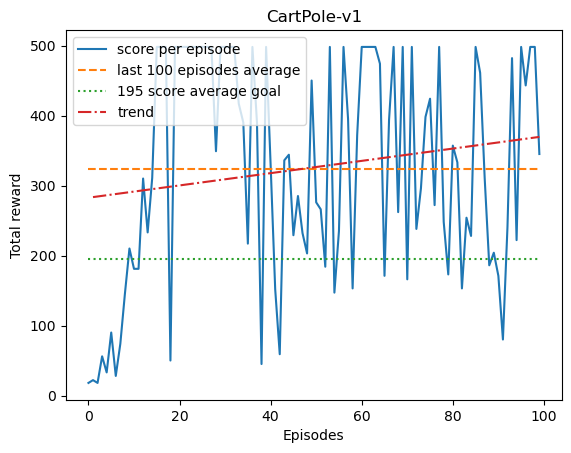 CartPole-v1
score per episode
last 100 episodes average
195 score average goal
trend
Total reward
500
400
300
200
100
0
0 20 40 60 80 100
Episodes